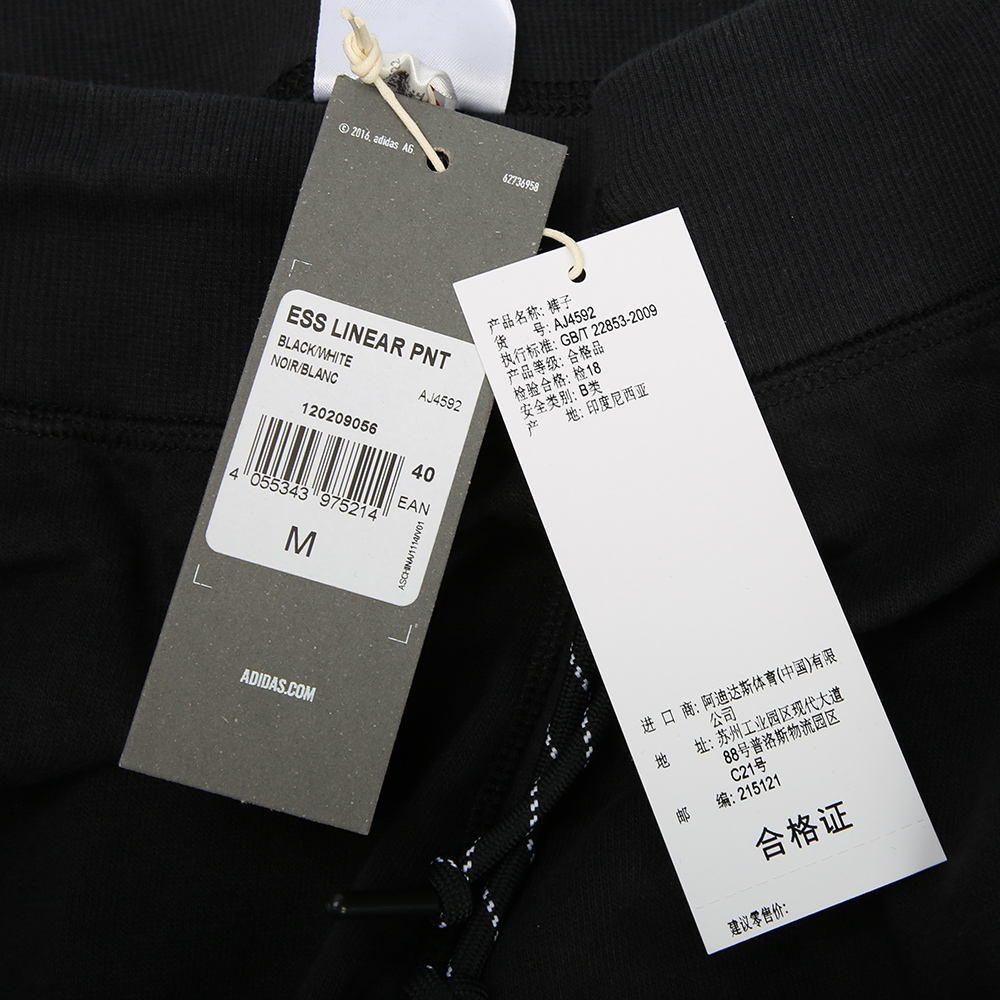 © 2016, adidas AG.
62736958
ESS LINEAR PNT
BLACK/WHITE
NOIR/BLANC
AJ4592
120209056
40
4 055343 975214
EAN
M
ASCHINA/1114/V01
ADIDAS.COM
产品名称: 裤子
货 号: AJ4592
执行标准: GB/T 22853-2009
产品等级: 合格品
检验合格: 检18
安全类别: B类
产 地: 印度尼西亚
进 口 商: 阿迪达斯体育(中国)有限
公司
地 址: 苏州工业园区现代大道
88号普洛斯物流园区
C21号
邮 编: 215121
合格证
建议零售价: